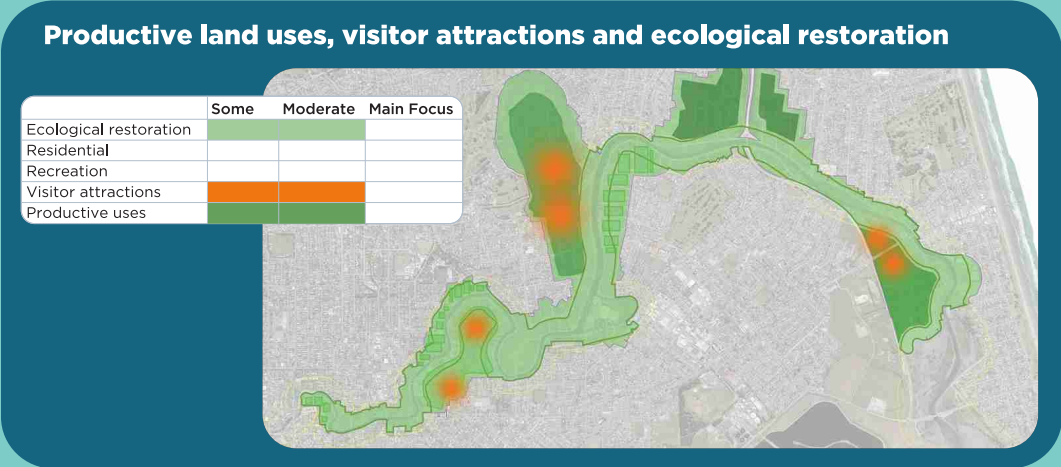 Productive land uses, visitor attractions and ecological restoration
Some Moderate Main Focus
Ecological restoration
Residential
Recreation
Visitor attractions
Productive uses